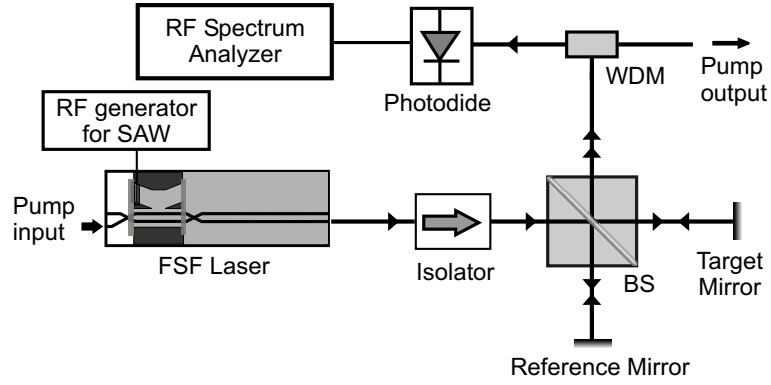 RF Spectrum
Analyzer
Photodide
WDM
Pump
output
RF generator
for SAW
Pump
input
FSF Laser
Isolator
BS
Target
Mirror
Reference Mirror